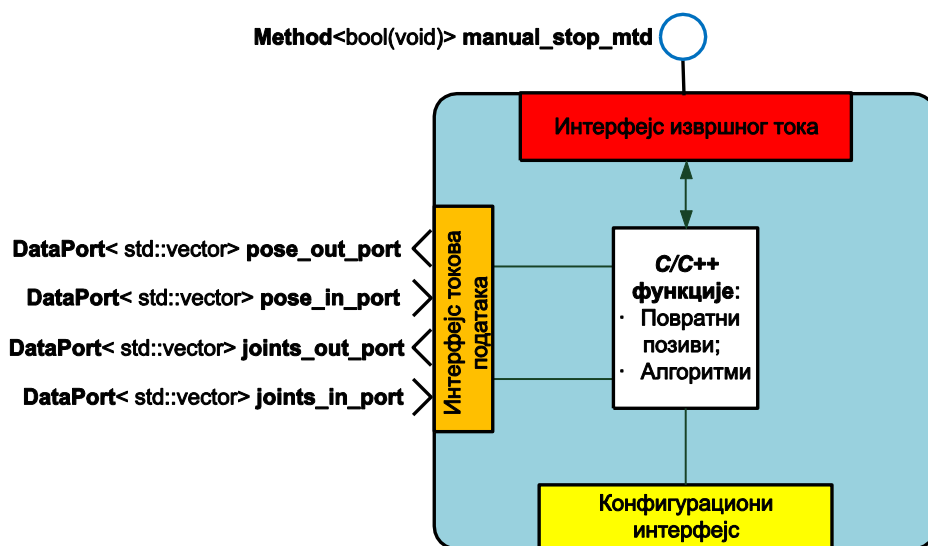 Method<bool(void)> manual_stop_mtd
Интерфејс извршног тока
DataPort< std::vector> pose_out_port
DataPort< std::vector> pose_in_port
DataPort< std::vector> joints_out_port
DataPort< std::vector> joints_in_port
Интерфејс токова
података
C/C++
функције:
· Повратни
позиви;
· Алгоритми
Конфигурациони
интерфејс